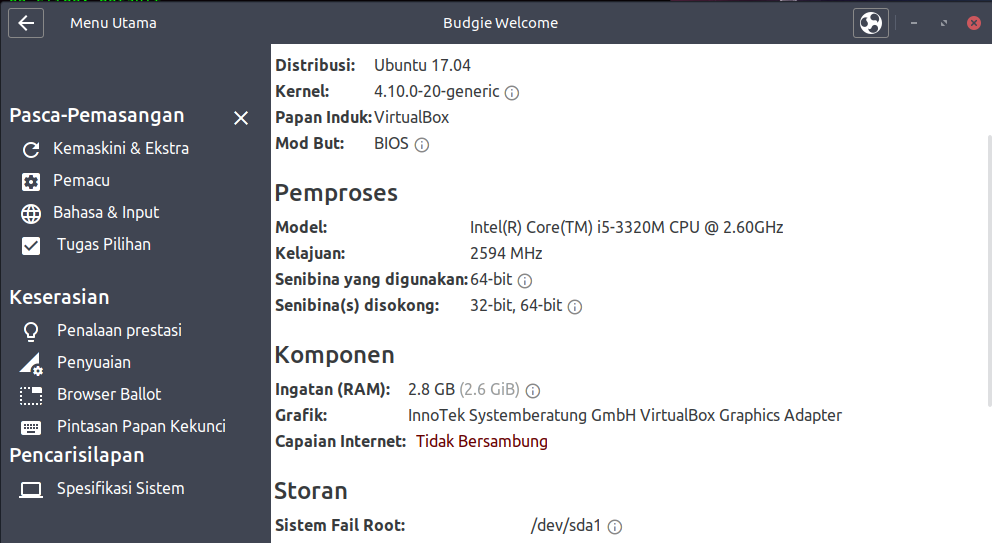 Menu Utama
Budgie Welcome
Pasca-Pemasangan
Kemaskini & Ekstra
Pemacu
Bahasa & Input
Tugas Pilihan
Keserasian
Penalaan prestasi
Penyuaian
Browser Ballot
Pintasan Papan Kekunci
Pencarisilapan
Spesifikasi Sistem
Distribusi: Ubuntu 17.04
Kernel: 4.10.0-20-generic
Papan Induk: VirtualBox
Mod But: BIOS
Pemproses
Model: Intel(R) Core(TM) i5-3320M CPU @ 2.60GHz
Kelajuan: 2594 MHz
Senibina yang digunakan: 64-bit
Senibina(s) disokong: 32-bit, 64-bit
Komponen
Ingatan (RAM): 2.8 GB (2.6 GiB)
Grafik: InnoTek Systemberatung GmbH VirtualBox Graphics Adapter
Capaian Internet: Tidak Bersambung
Storan
Sistem Fail Root: /dev/sda1